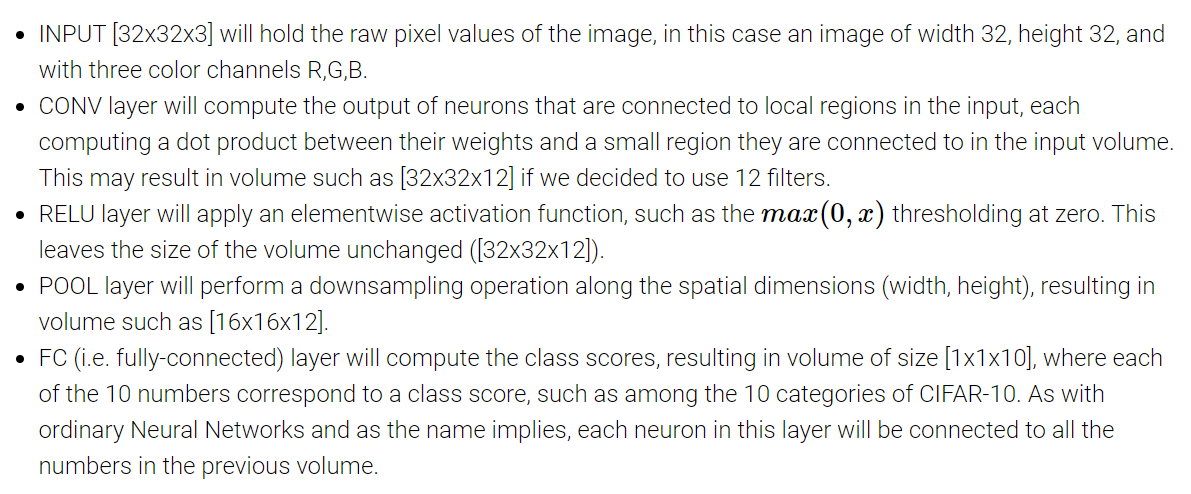 • INPUT [32x32x3] will hold the raw pixel values of the image, in this case an image of width 32, height 32, and
with three color channels R,G,B.
• CONV layer will compute the output of neurons that are connected to local regions in the input, each
computing a dot product between their weights and a small region they are connected to in the input volume.
This may result in volume such as [32x32x12] if we decided to use 12 filters.
• RELU layer will apply an elementwise activation function, such as the max(0, x) thresholding at zero. This
leaves the size of the volume unchanged ([32x32x12]).
• POOL layer will perform a downsampling operation along the spatial dimensions (width, height), resulting in
volume such as [16x16x12].
• FC (i.e. fully-connected) layer will compute the class scores, resulting in volume of size [1x1x10], where each
of the 10 numbers correspond to a class score, such as among the 10 categories of CIFAR-10. As with
ordinary Neural Networks and as the name implies, each neuron in this layer will be connected to all the
numbers in the previous volume.